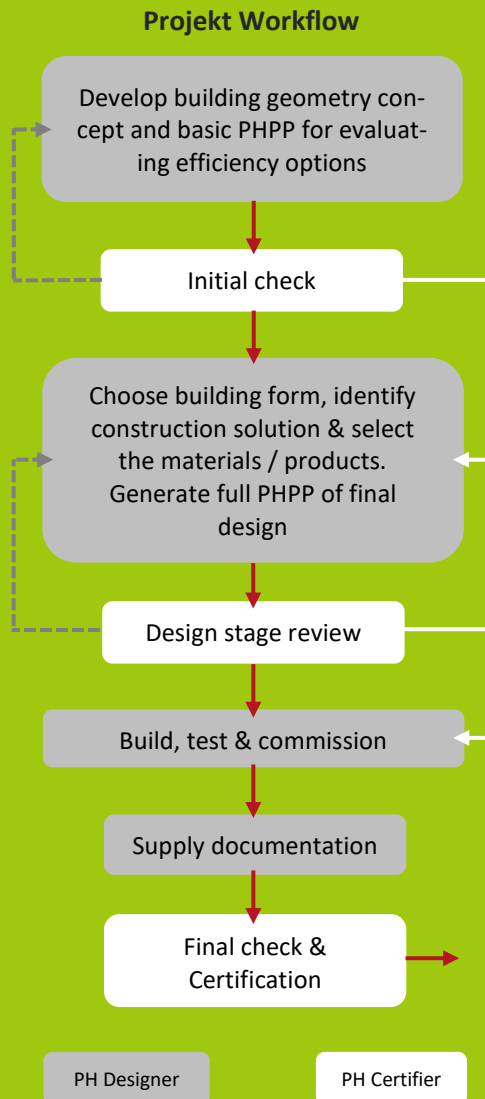 Projekt Workflow
Develop building geometry con-
cept and basic PHPP for evaluat-
ing efficiency options
Initial check
Choose building form, identify
construction solution & select
the materials / products.
Generate full PHPP of final
design
Design stage review
Build, test & commission
Supply documentation
Final check &
Certification
PH Designer
PH Certifier